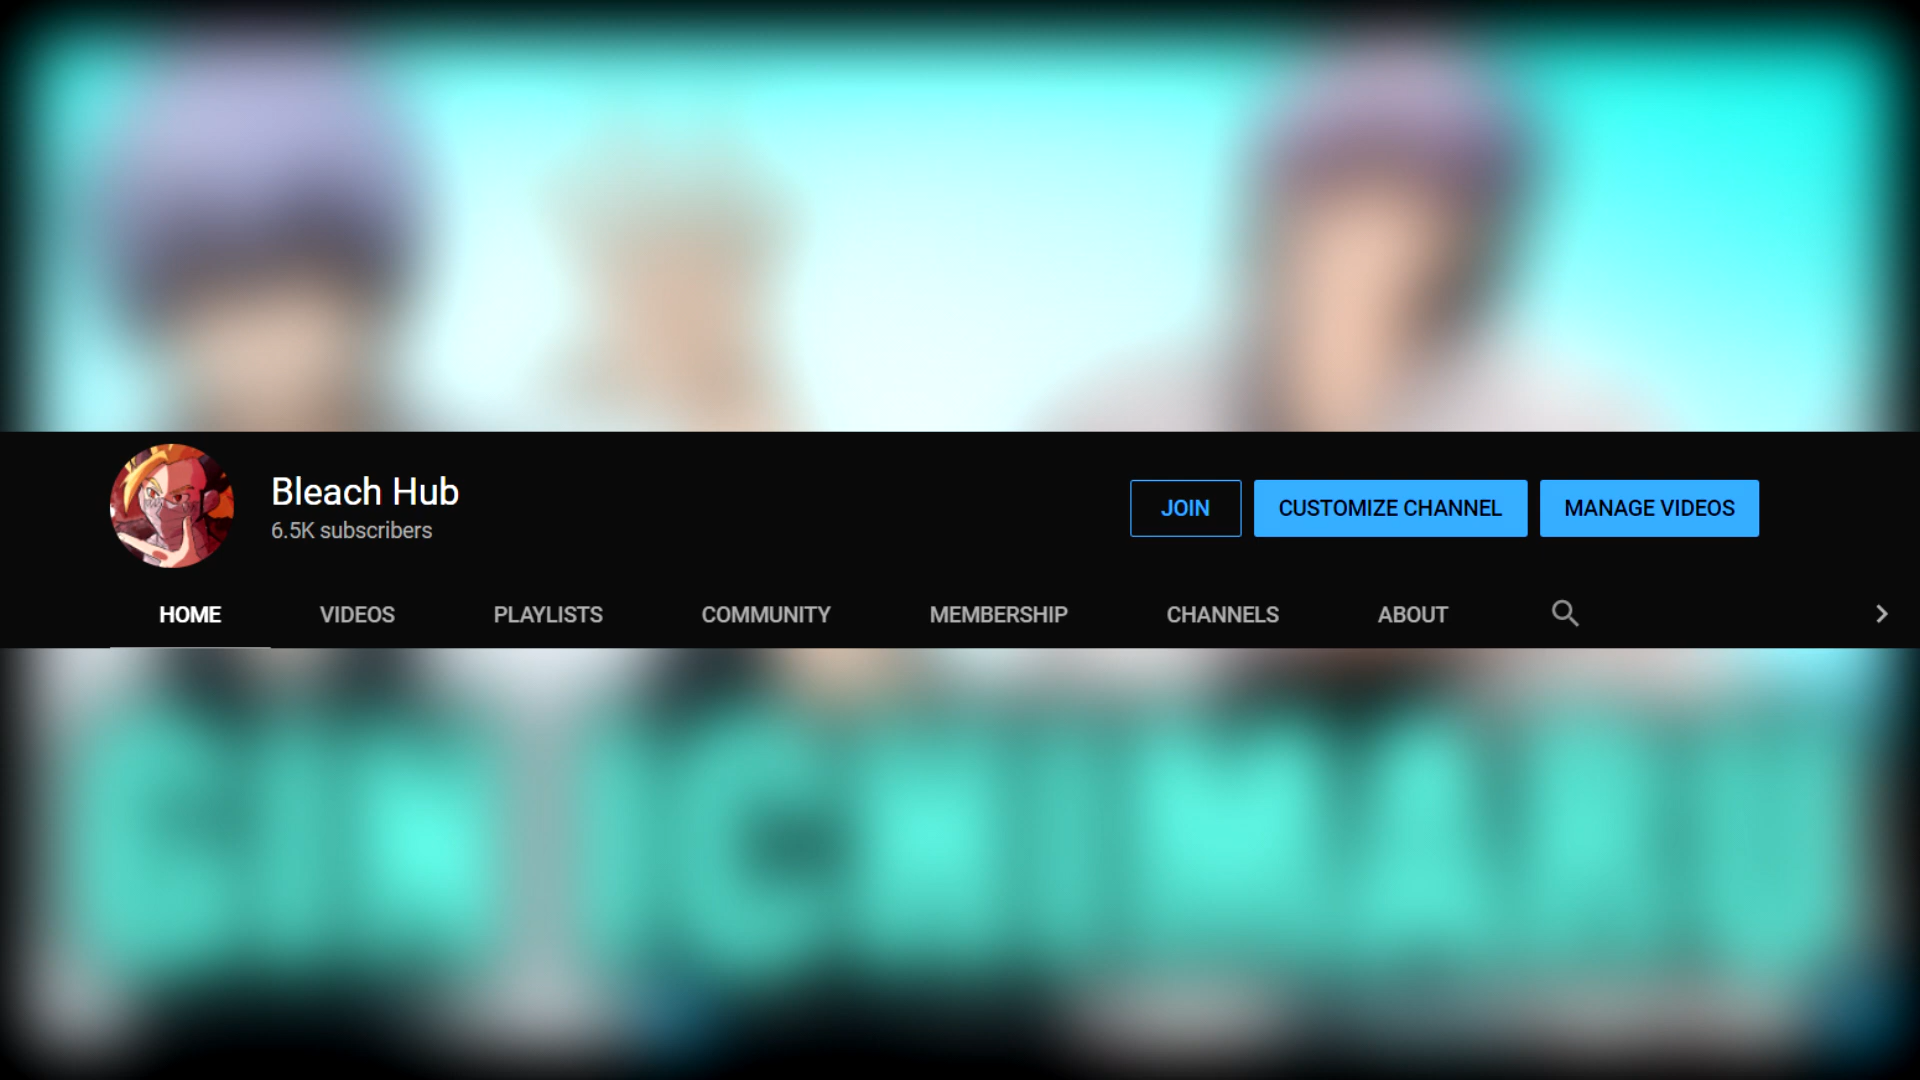 Bleach Hub
6.5K subscribers
JOIN
CUSTOMIZE CHANNEL
MANAGE VIDEOS
HOME
VIDEOS
PLAYLISTS
COMMUNITY
MEMBERSHIP
CHANNELS
ABOUT